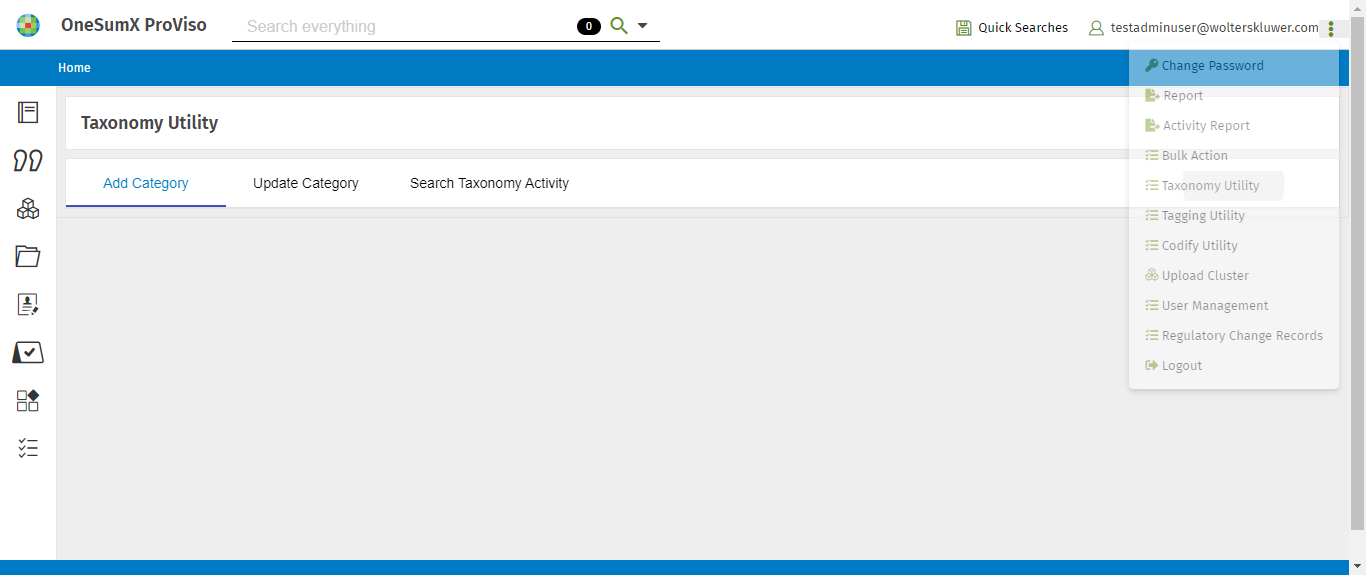 OneSumX ProViso
Search everything
0
Quick Searches
testadminuser@wolterskluwer.com
Home
Change Password
Report
Activity Report
Bulk Action
Taxonomy Utility
Tagging Utility
Codify Utility
Upload Cluster
User Management
Regulatory Change Records
Logout
Taxonomy Utility
Add Category
Update Category
Search Taxonomy Activity